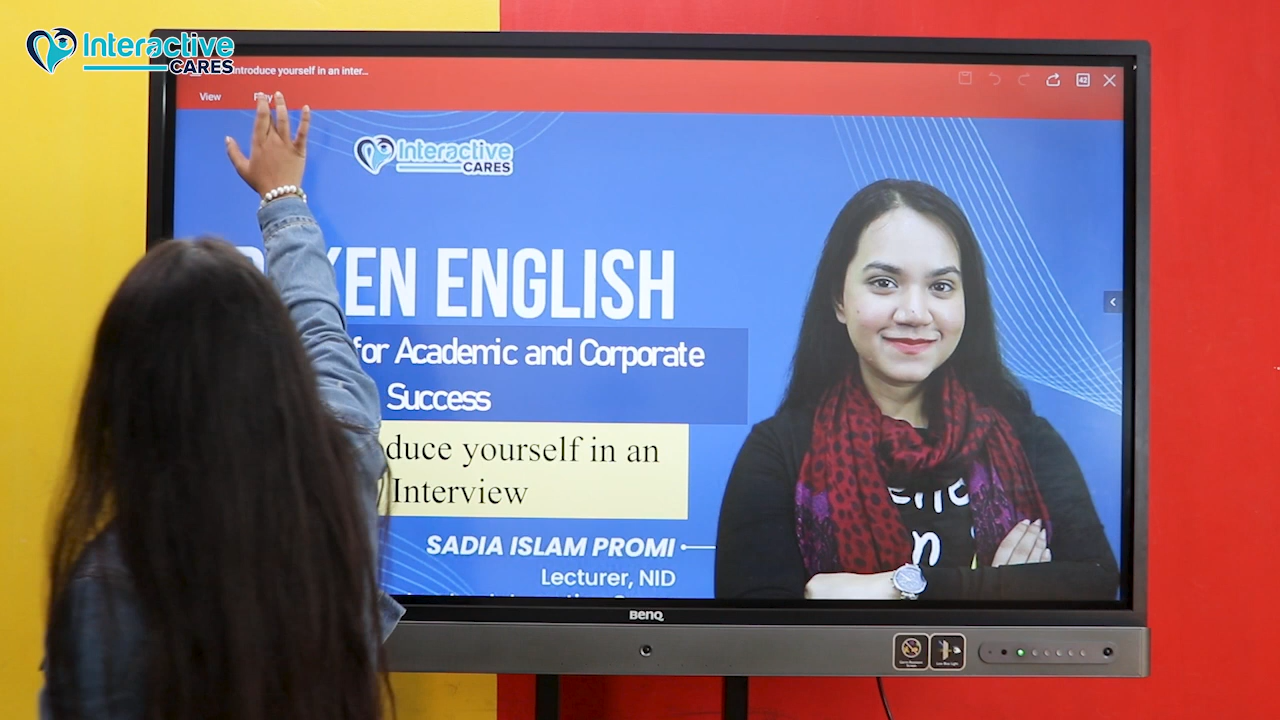 Interactive
CARES
ntroduce yourself in an inter...
View
42
Interactive
CARES
KEN ENGLISH
for Academic and Corporate
Success
duce yourself in an
Interview
SADIA ISLAM PROMI
Lecturer, NID
BenQ